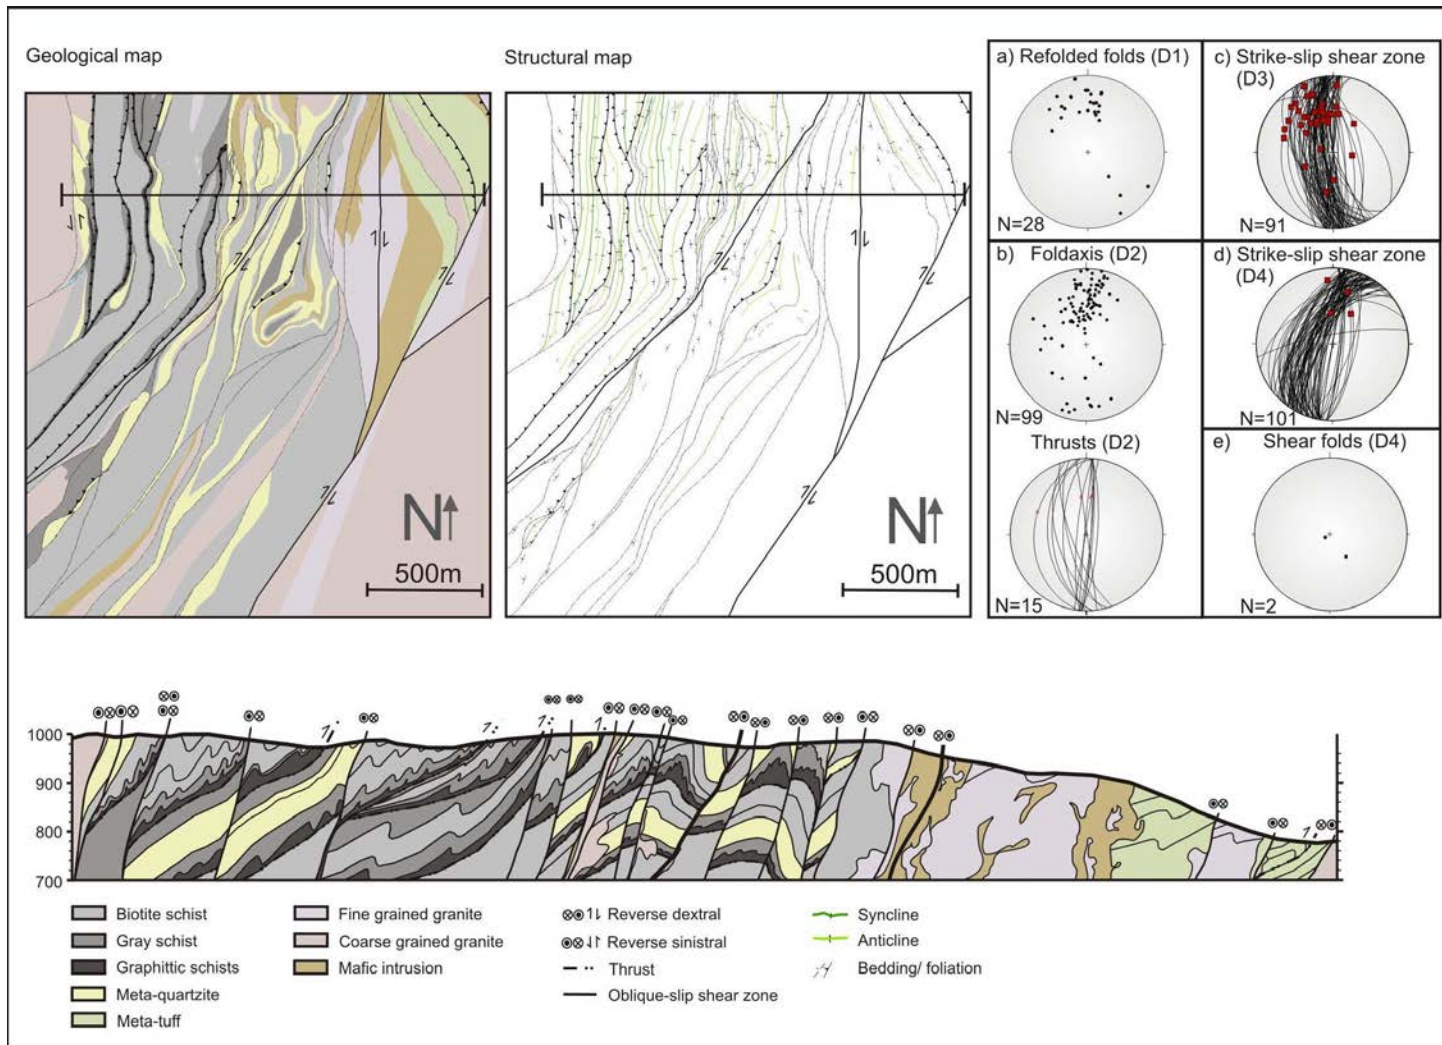 Geological map
Structural map
N
500m
N
500m
a) Refolded folds (D1)
N=28
b) Foldaxis (D2)
N=99
Thrusts (D2)
N=15
c) Strike-slip shear zone
(D3)
N=91
d) Strike-slip shear zone
(D4)
N=101
e) Shear folds (D4)
N=2
1000
900
800
700
Biotite schist
Gray schist
Graphittic schists
Meta-quartzite
Meta-tuff
Fine grained granite
Coarse grained granite
Mafic intrusion
Reverse dextral
Reverse sinistral
Thrust
Oblique-slip shear zone
Syncline
Anticline
Bedding/ foliation